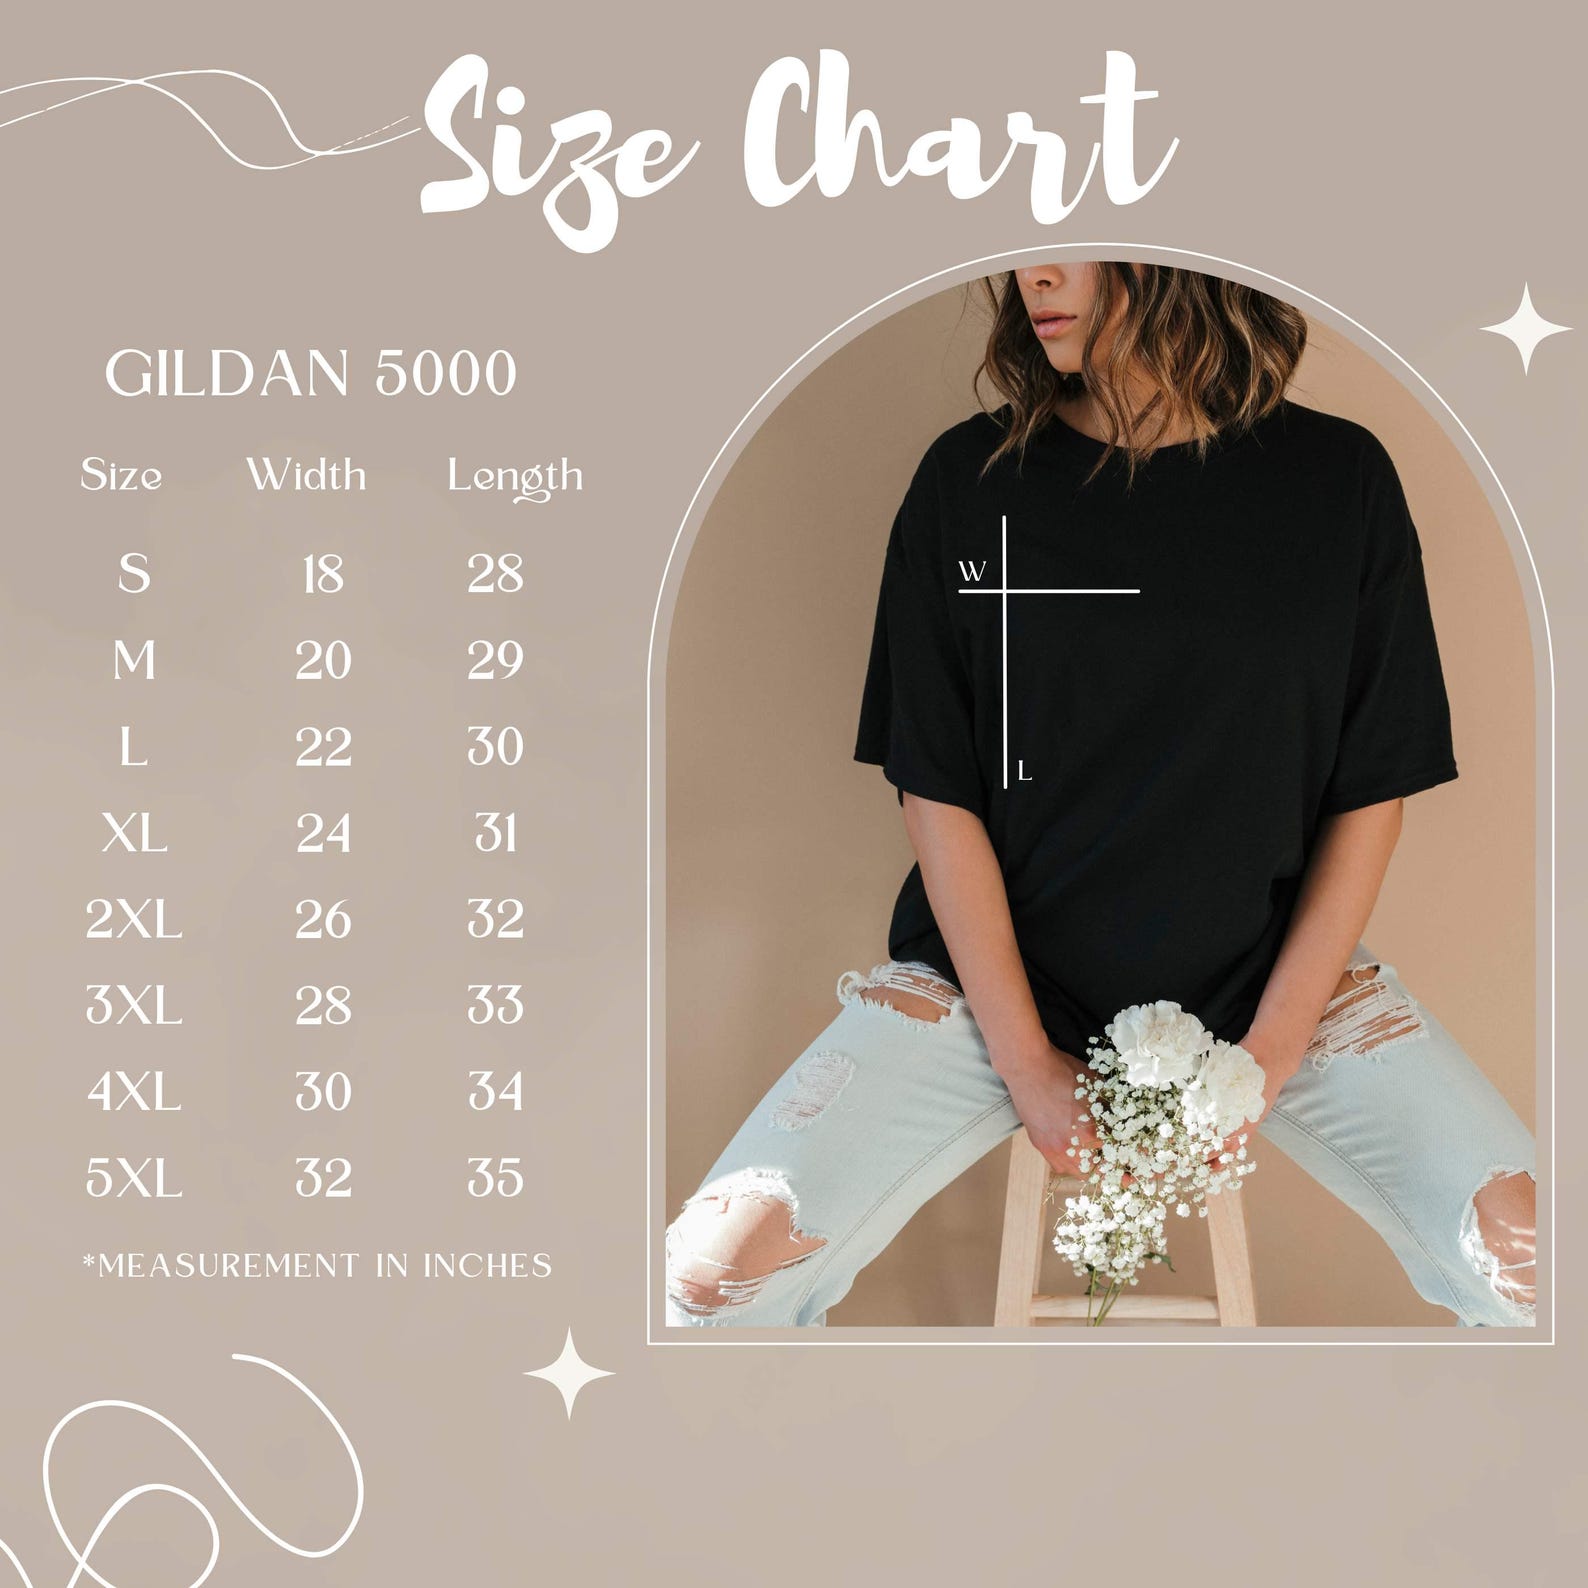 Size Chart
GILDAN 5000
Size Width Length
S 18 28
M 20 29
L 22 30
XL 24 31
2XL 26 32
3XL 28 33
4XL 30 34
5XL 32 35
*MEASUREMENT IN INCHES
W
L